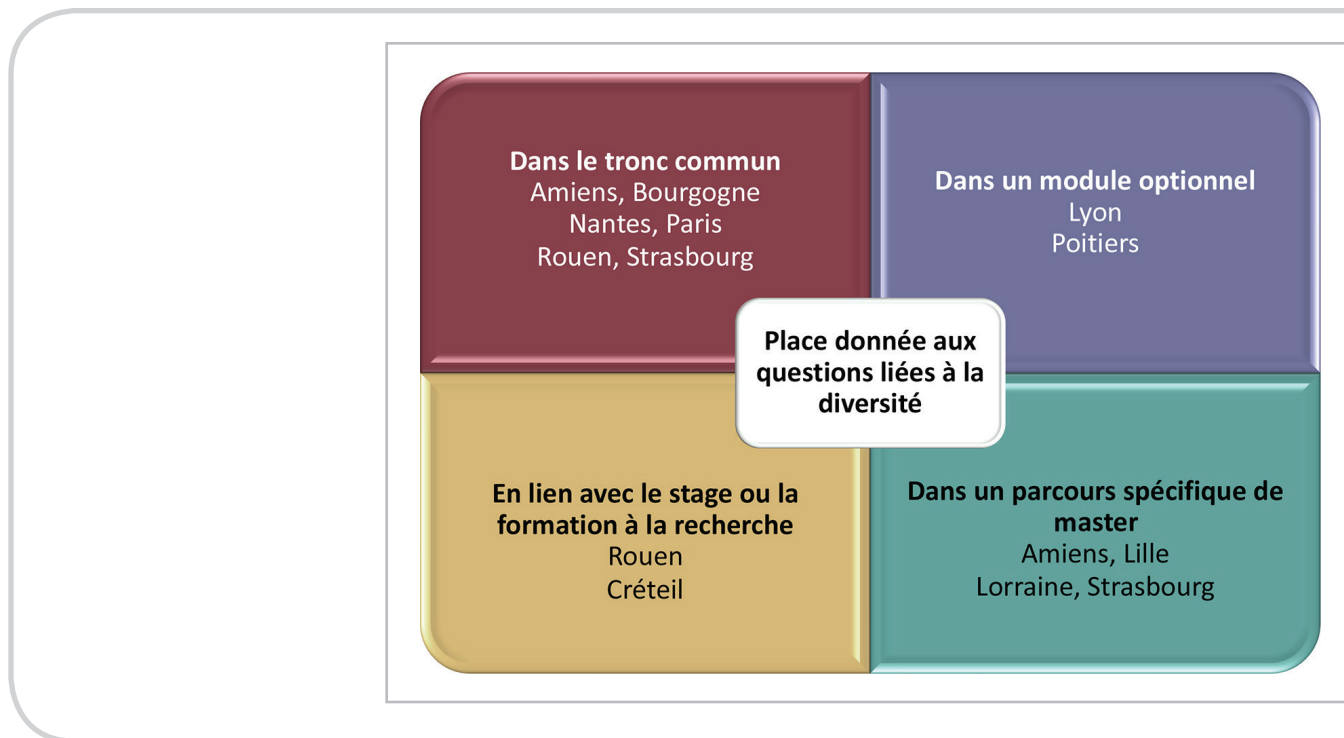 Dans le tronc commun
Amiens, Bourgogne
Nantes, Paris
Rouen, Strasbourg
Dans un module optionnel
Lyon
Poitiers
Place donnée aux
questions liées à la
diversité
En lien avec le stage ou la
formation à la recherche
Rouen
Créteil
Dans un parcours spécifique de
master
Amiens, Lille
Lorraine, Strasbourg